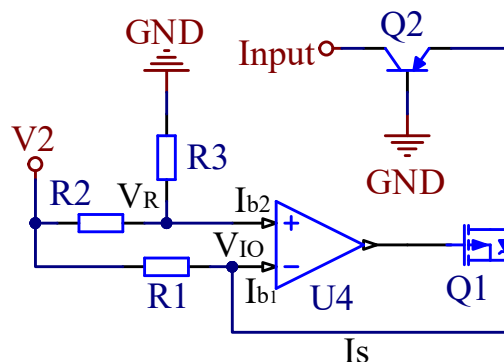 GND
Q2
Input
V2
R3
GND
R2
VR
Ib2
+
VIO
−
R1
Ib1
U4
Q1
Is